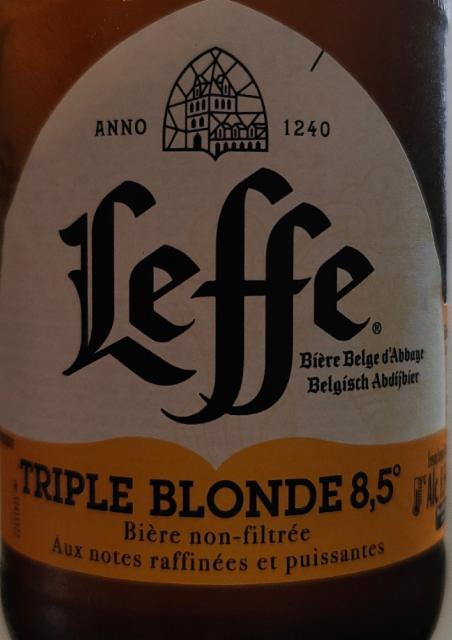 ANNO 1240
Leffe®
Bière Belge d'Abbaye
Belgisch Abdijbier
TRIPLE BLONDE 8,5°
Bière non-filtrée
Aux notes raffinées et puissantes
Alc.